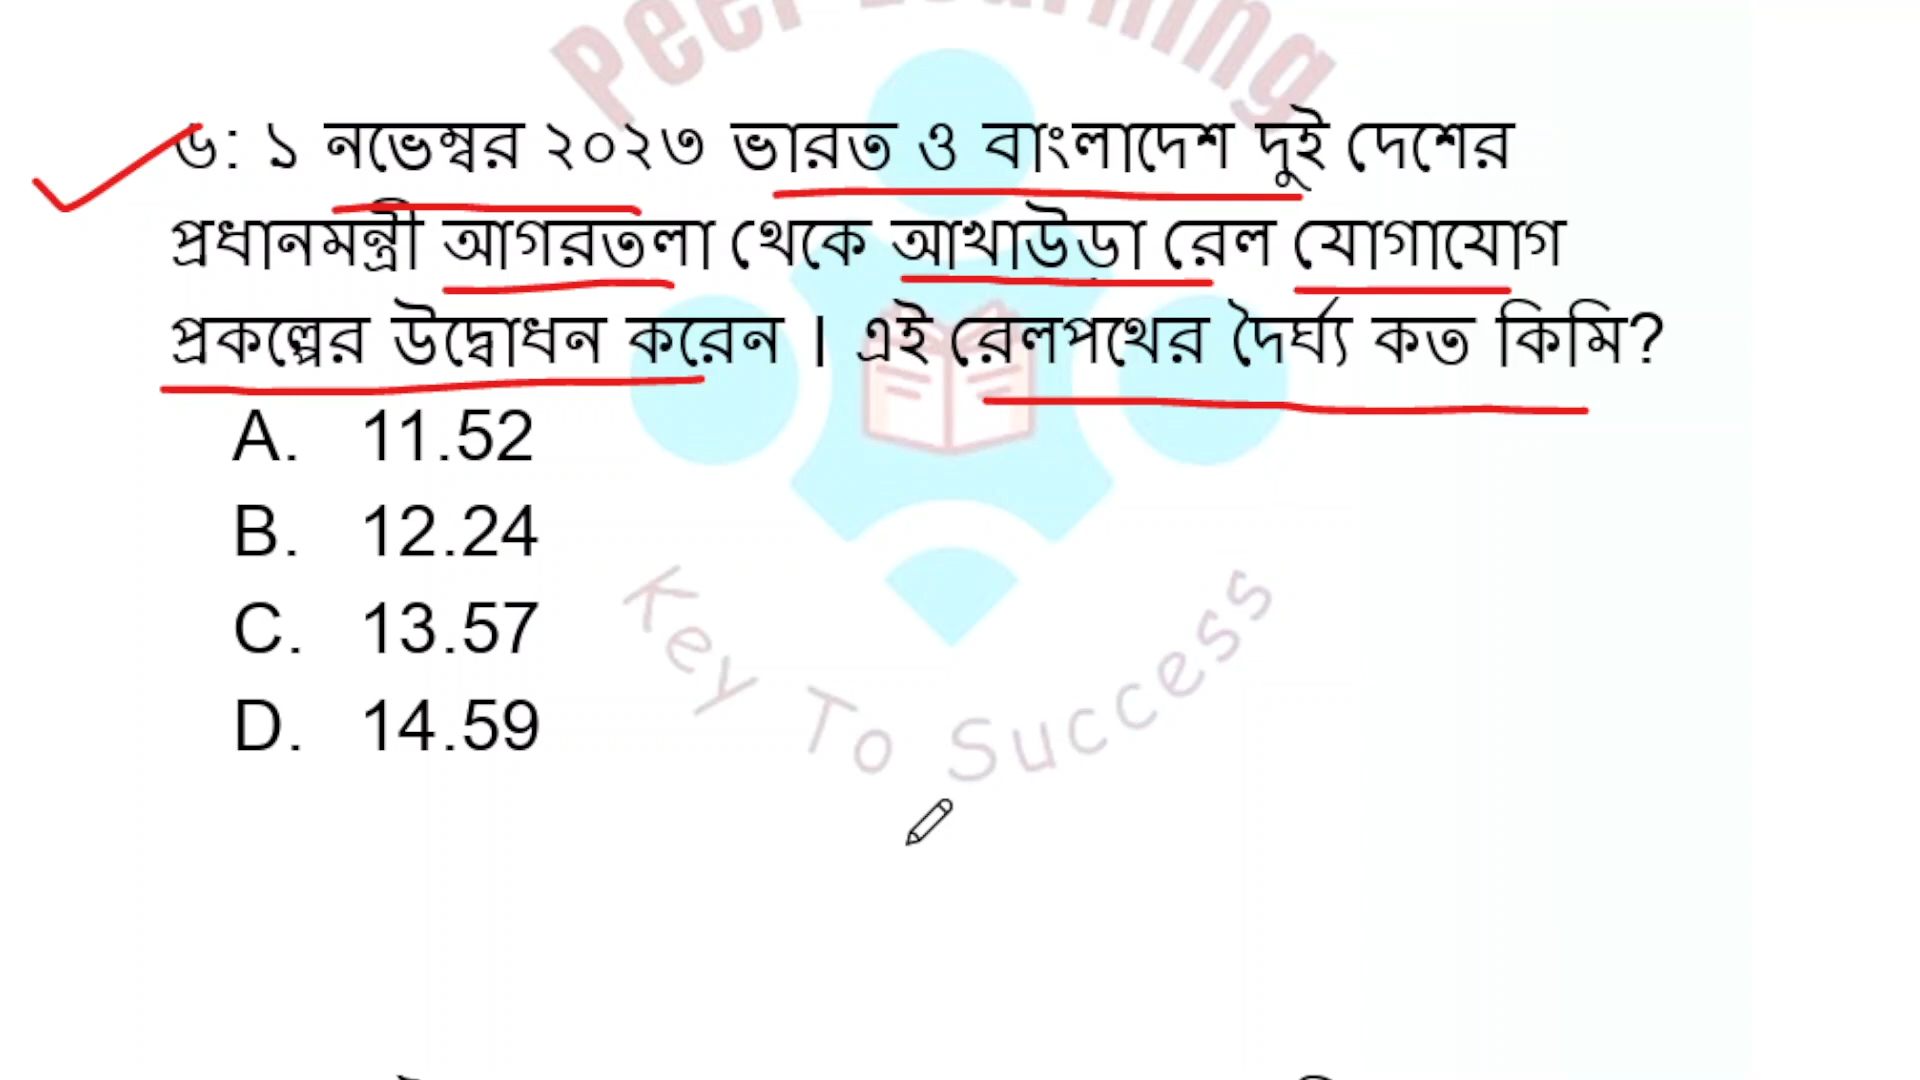 Peer Learning
৬: ১ নভেম্বর ২০২৩ ভারত ও বাংলাদেশ দুই দেশের
প্রধানমন্ত্রী আগরতলা থেকে আখাউড়া রেল যোগাযোগ
প্রকল্পের উদ্বোধন করেন । এই রেলপথের দৈর্ঘ্য কত কিমি?
A. 11.52
B. 12.24
C. 13.57
D. 14.59
Key To Success